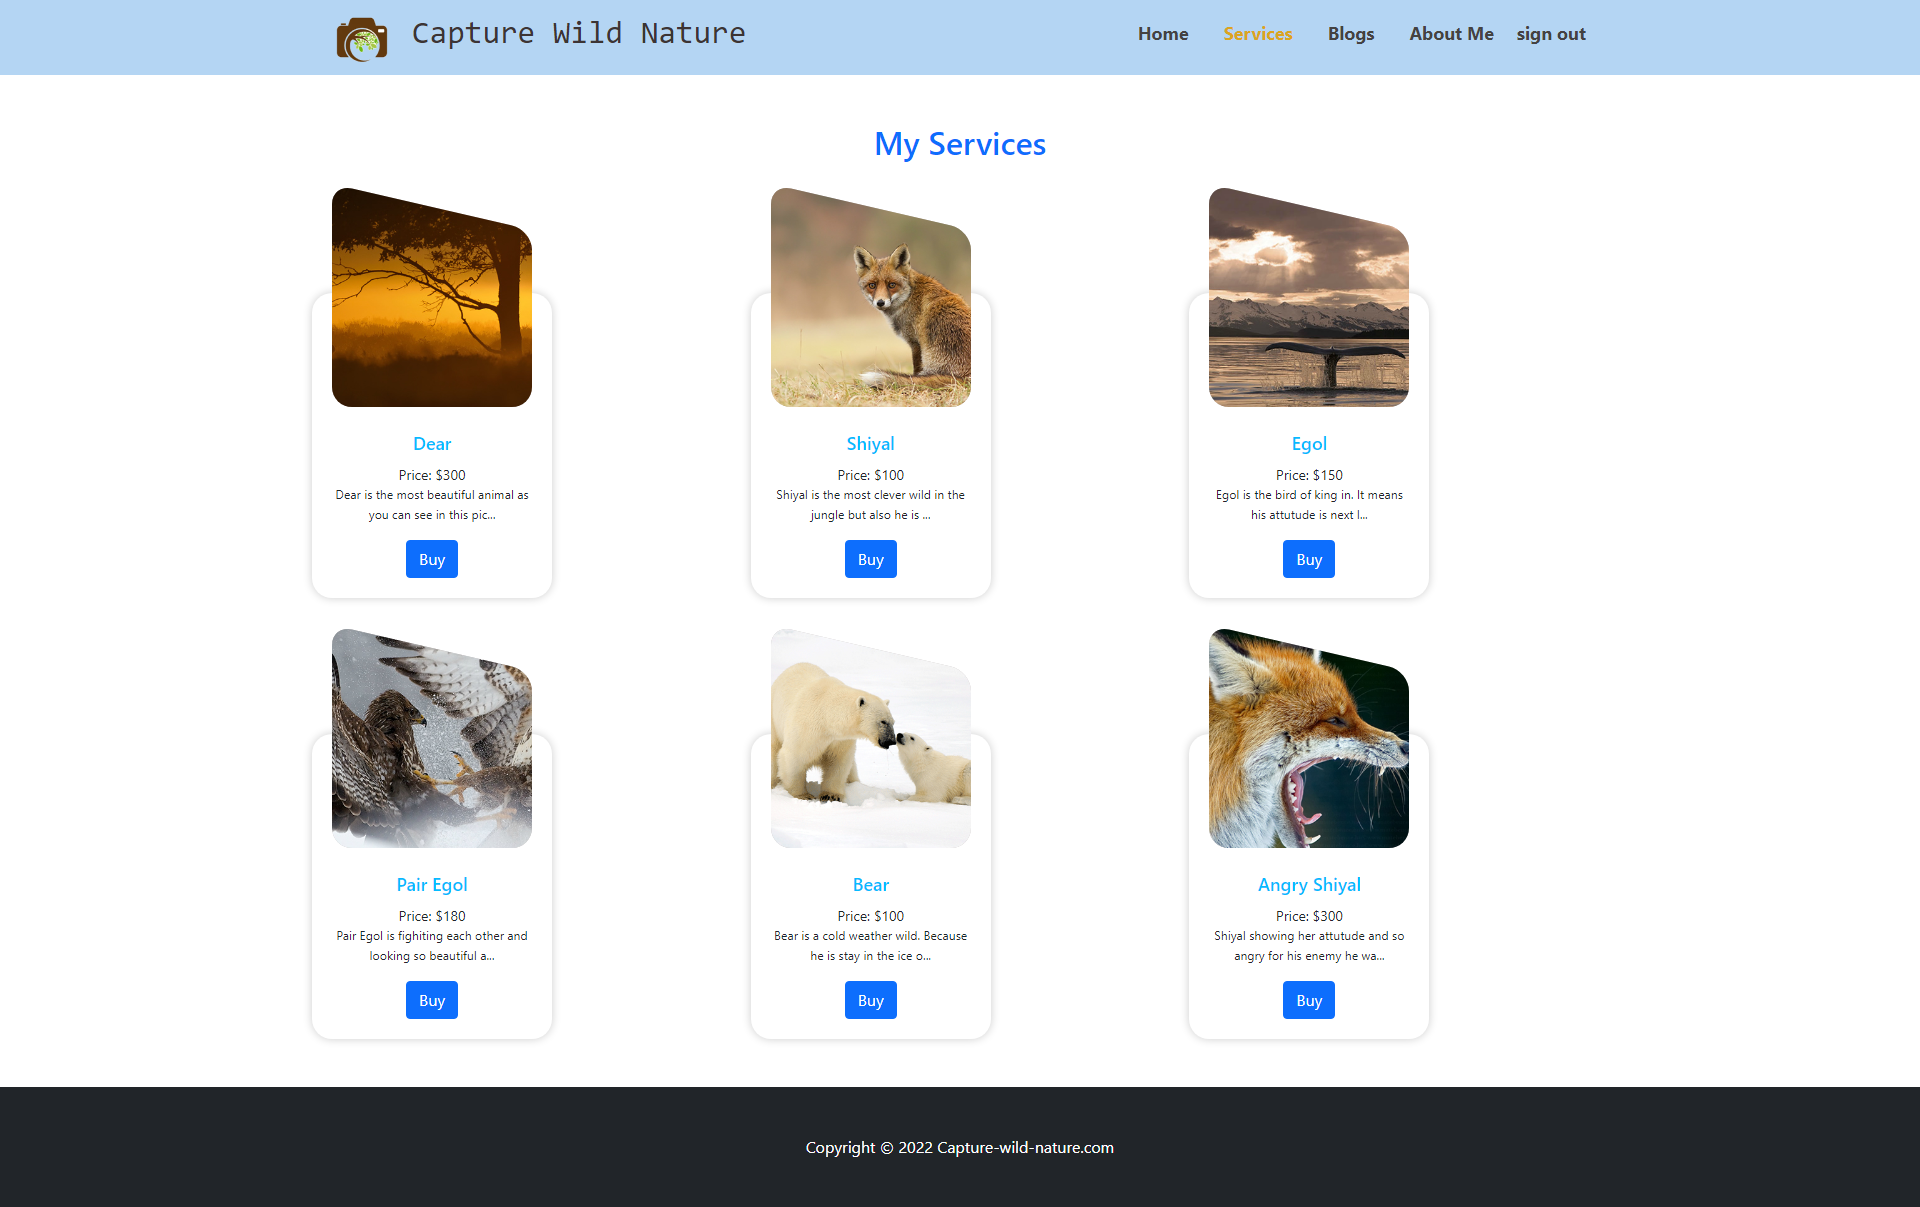 Capture Wild Nature
Home Services Blogs About Me sign out
My Services
Dear
Price: $300
Dear is the most beautiful animal as
you can see in this pic...
Buy
Shiyal
Price: $100
Shiyal is the most clever wild in the
jungle but also he is ...
Buy
Egol
Price: $150
Egol is the bird of king in. It means
his attutude is next l...
Buy
Pair Egol
Price: $180
Pair Egol is fighiting each other and
looking so beautiful a...
Buy
Bear
Price: $100
Bear is a cold weather wild. Because
he is stay in the ice o...
Buy
Angry Shiyal
Price: $300
Shiyal showing her attutude and so
angry for his enemy he wa...
Buy
Copyright © 2022 Capture-wild-nature.com